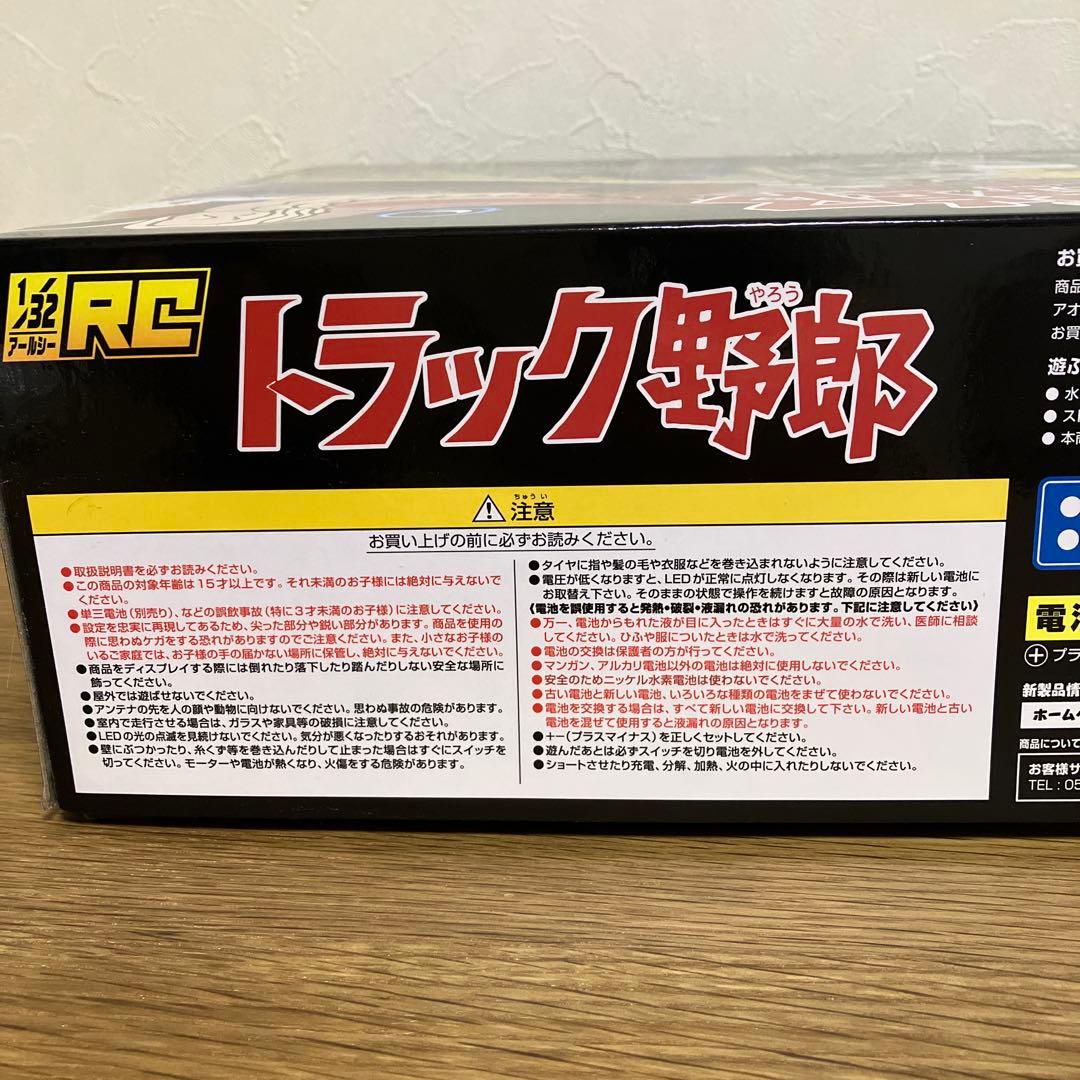 1/32
アールシー
RC
やろう
トラック野郎
ちゅうい
注意
お買い上げの前に必ずお読みください。
●取扱説明書を必ずお読みください。
●この商品の対象年齢は15才以上です。それ未満のお子様には絶対に与えないで
ください。
●単三電池(別売り)、などの誤飲事故(特に3才未満のお子様)に注意してください。
●設定を忠実に再現してあるため、尖った部分や鋭い部分があります。商品を使用の
際に思わぬケガをする恐れがありますのでご注意ください。また、小さなお子様の
いるご家庭では、お子様の手の届かない場所に保管し、絶対に与えないでください。
●商品をディスプレイする際には倒れたり落下したり踏んだりしない安全な場所に
飾ってください。
●屋外では遊ばせないでください。
●アンテナの先を人の顔や動物に向けないでください。思わぬ事故の危険があります。
●室内で走行させる場合は、ガラスや家具等の破損に注意してください。
●LEDの光の点滅を見続けないでください。気分が悪くなったりするおそれがあります。
●壁にぶつかったり、糸くず等を巻き込んだりして止まった場合はすぐにスイッチを
切ってください。モーターや電池が熱くなり、火傷をする危険があります。
●タイヤに指や髪の毛や衣服などを巻き込まれないように注意してください。
●電圧が低くなりますと、LEDが正常に点灯しなくなります。その際は新しい電池に
お取替え下さい。そのままの状態で操作を続けますと故障の原因となります。
《電池を誤使用すると発熱・破裂・液漏れの恐れがあります。下記に注意してください》
●万一、電池からもれた液が目に入ったときはすぐに大量の水で洗い、医師に相談
してください。ひふや服についたときは水で洗ってください。
●電池の交換は保護者の方が行ってください。
●マンガン、アルカリ電池以外の電池は絶対に使用しないでください。
●安全のためニッケル水素電池は使わないでください。
●古い電池と新しい電池、いろいろな種類の電池をまぜて使わないでください。
●電池を交換する場合は、すべて新しい電池に交換して下さい。新しい電池と古い
電池を混ぜて使用すると液漏れの原因となります。
●+−(プラスマイナス)を正しくセットしてください。
●遊んだあとは必ずスイッチを切り電池を外してください。
●ショートさせたり充電、分解、加熱、火の中に入れたりしないでください。
お買
商品
アオ
お買
遊ぶ
●水
●スト
●本商
電池
プラ
新製品情
ホームペ
商品について
お客様サ
TEL:05